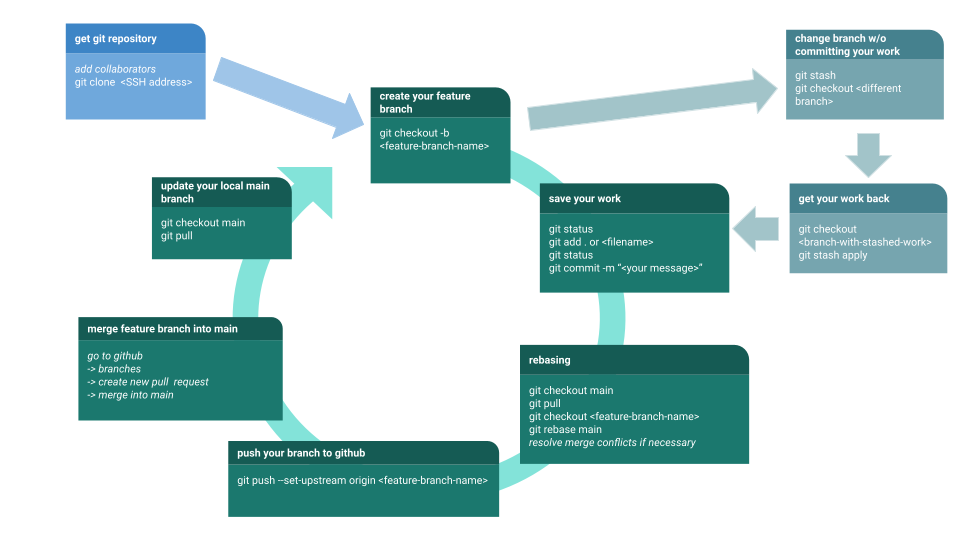 get git repository
add collaborators
git clone <SSH address>
create your feature
branch
git checkout -b
<feature-branch-name>
change branch w/o
committing your work
git stash
git checkout <different
branch>
get your work back
git checkout
<branch-with-stashed-work>
git stash apply
save your work
git status
git add . or <filename>
git status
git commit -m “<your message>“
rebasing
git checkout main
git pull
git checkout <feature-branch-name>
git rebase main
resolve merge conflicts if necessary
push your branch to github
git push --set-upstream origin <feature-branch-name>
merge feature branch into main
go to github
-> branches
-> create new pull request
-> merge into main
update your local main
branch
git checkout main
git pull